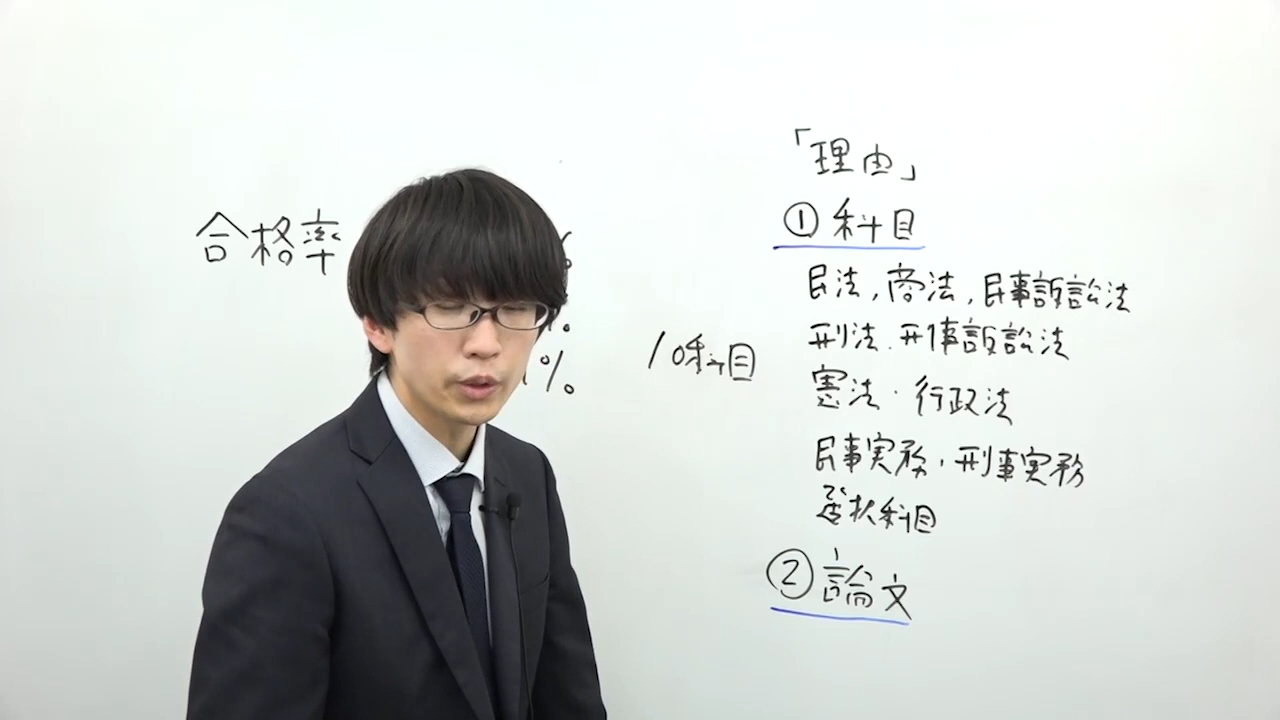 合格率
%
%
10科目
「理由」
① 科目
民法, 商法, 民事訴訟法
刑法. 刑事訴訟法
憲法・行政法
民事実務, 刑事実務
選択科目
② 論文